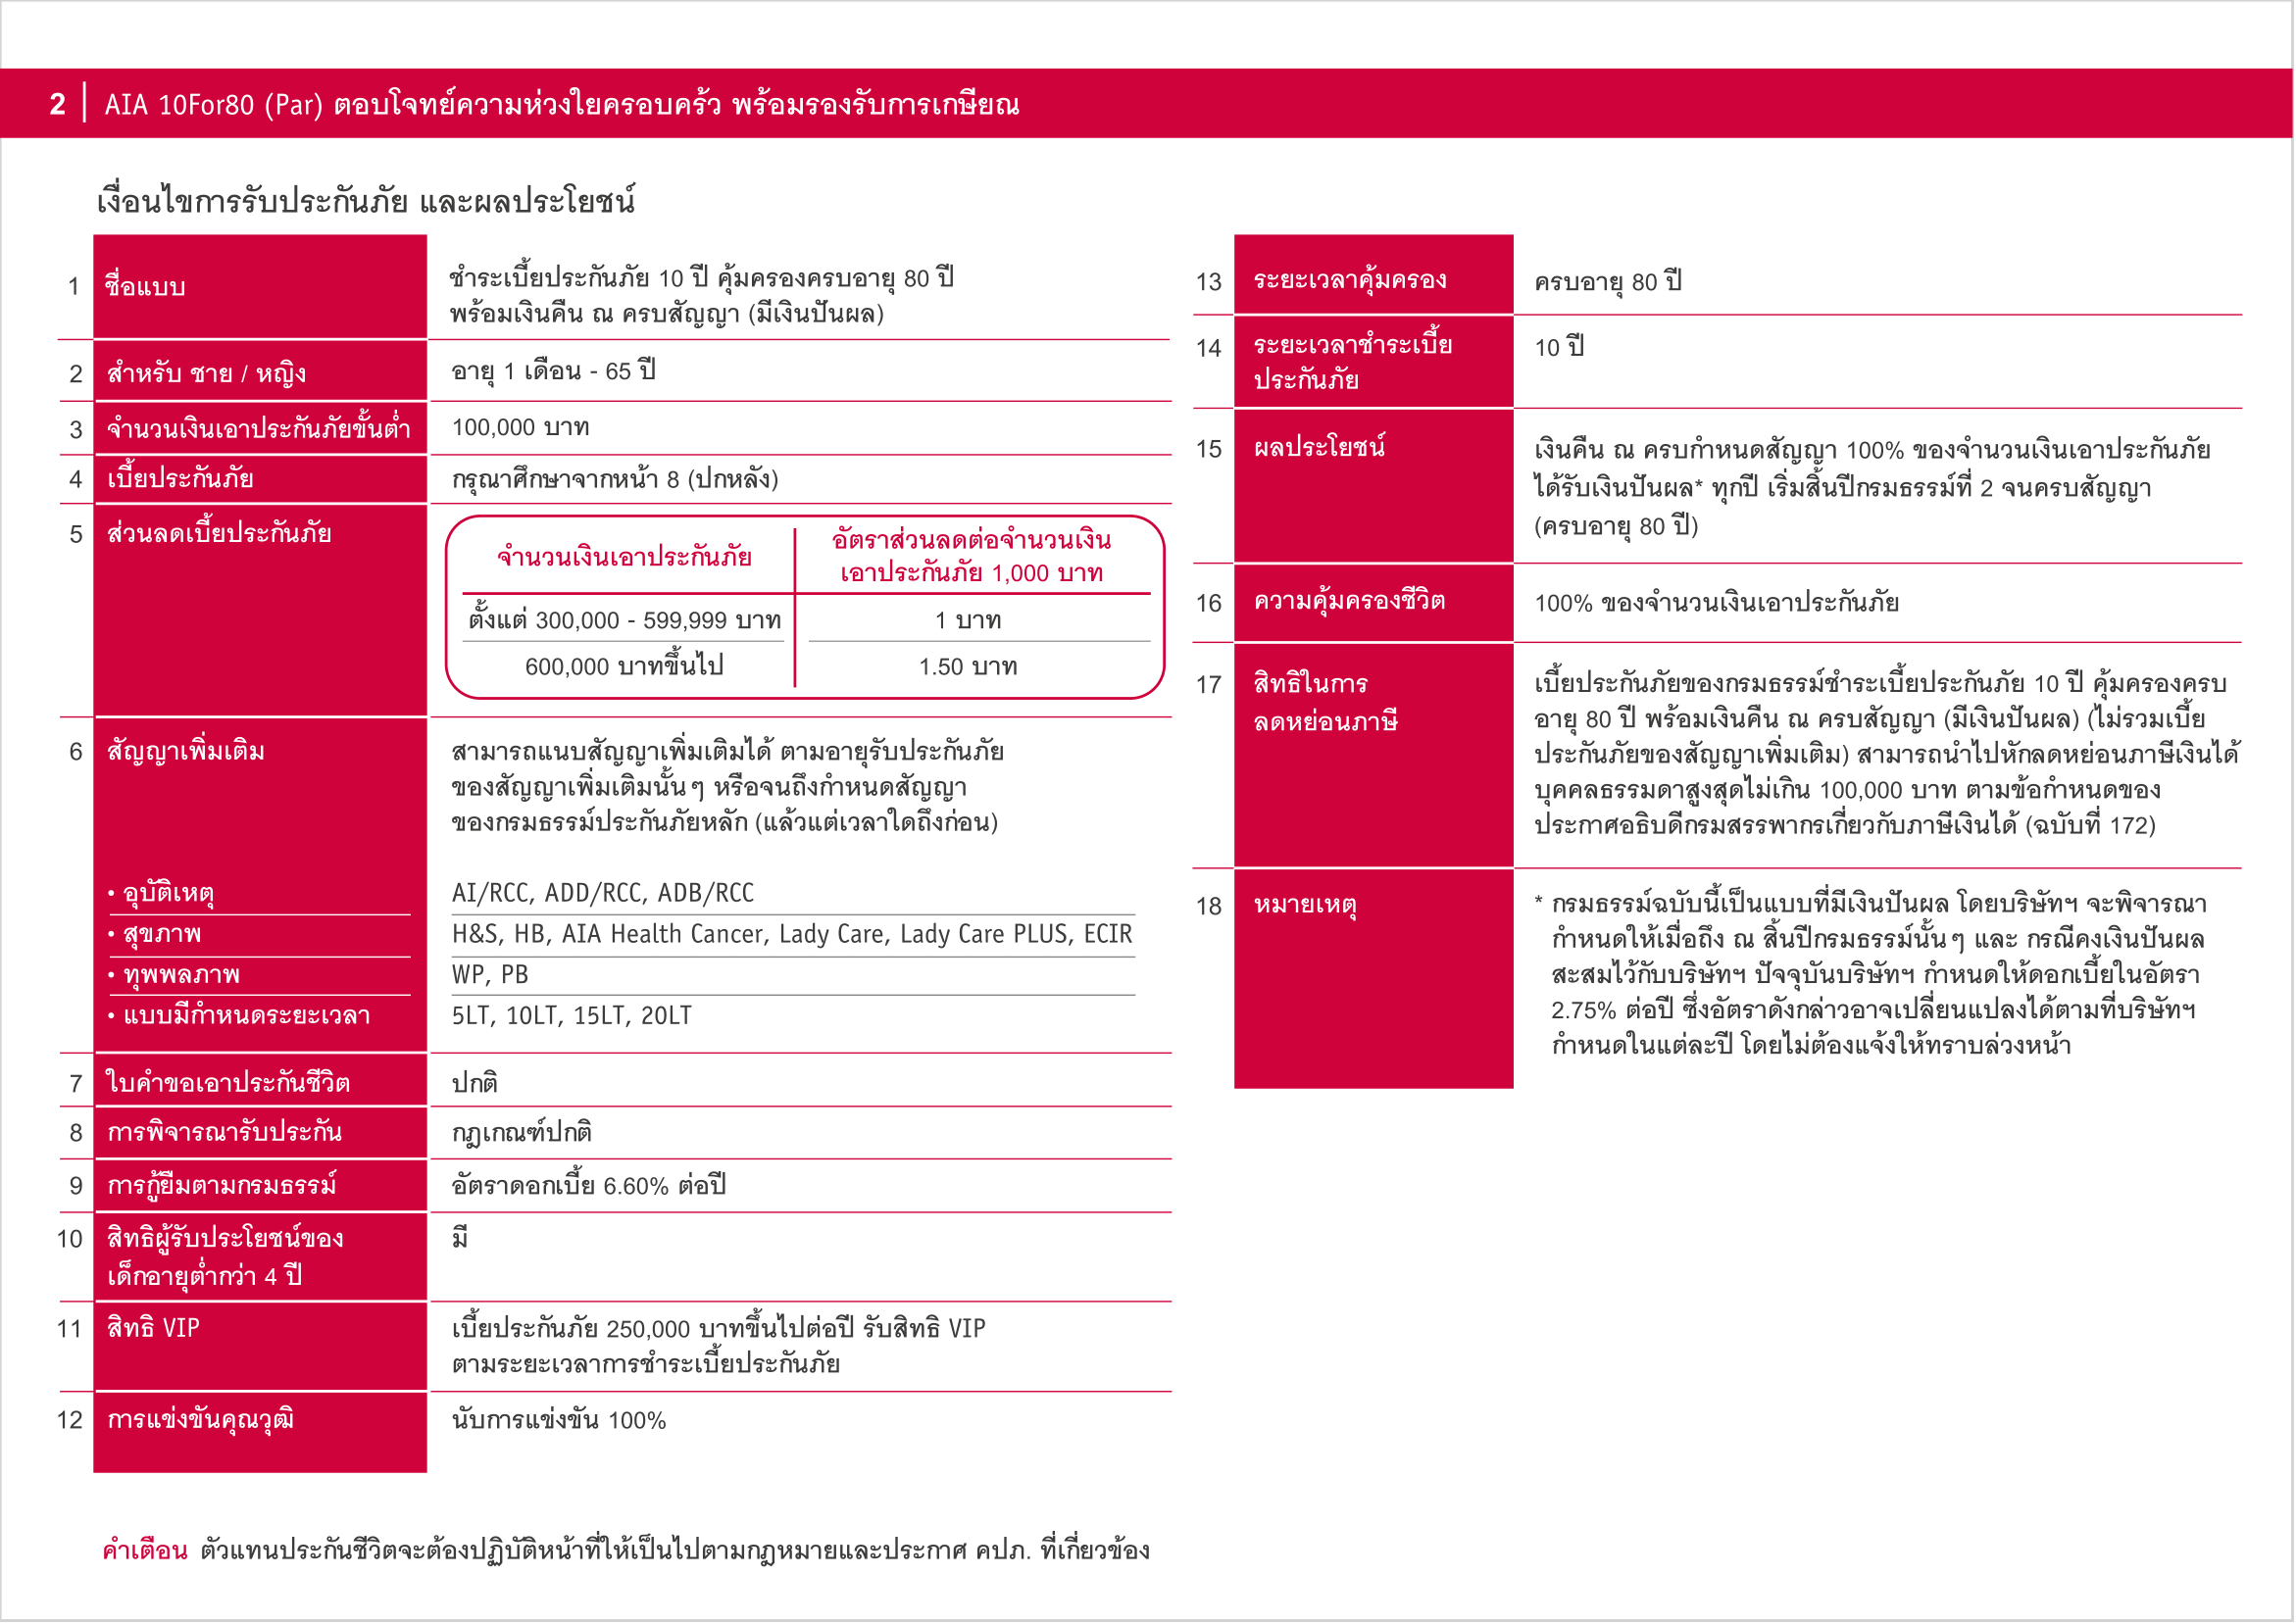 2 | AIA 10For80 (Par) ตอบโจทย์ความห่วงใยครอบครัว พร้อมรองรับการเกษียณ
เงื่อนไขการรับประกันภัย และผลประโยชน์
1 ชื่อแบบ
ชำระเบี้ยประกันภัย 10 ปี คุ้มครองครบอายุ 80 ปี
พร้อมเงินคืน ณ ครบสัญญา (มีเงินปันผล)
2 สำหรับ ชาย / หญิง อายุ 1 เดือน - 65 ปี
3 จำนวนเงินเอาประกันภัยขั้นต่ำ 100,000 บาท
4 เบี้ยประกันภัย กรุณาศึกษาจากหน้า 8 (ปกหลัง)
5 ส่วนลดเบี้ยประกันภัย
จำนวนเงินเอาประกันภัย
อัตราส่วนลดต่อจำนวนเงิน
เอาประกันภัย 1,000 บาท
ตั้งแต่ 300,000 - 599,999 บาท 1 บาท
600,000 บาทขึ้นไป 1.50 บาท
6 สัญญาเพิ่มเติม
สามารถแนบสัญญาเพิ่มเติมได้ ตามอายุรับประกันภัย
ของสัญญาเพิ่มเติมนั้น ๆ หรือจนถึงกำหนดสัญญา
ของกรมธรรม์ประกันภัยหลัก (แล้วแต่เวลาใดถึงก่อน)
• อุบัติเหตุ AI/RCC, ADD/RCC, ADB/RCC
• สุขภาพ H&S, HB, AIA Health Cancer, Lady Care, Lady Care PLUS, ECIR
• ทุพพลภาพ WP, PB
• แบบมีกำหนดระยะเวลา 5LT, 10LT, 15LT, 20LT
7 ใบคำขอเอาประกันชีวิต ปกติ
8 การพิจารณารับประกัน กฎเกณฑ์ปกติ
9 การกู้ยืมตามกรมธรรม์ อัตราดอกเบี้ย 6.60% ต่อปี
10 สิทธิผู้รับประโยชน์ของ มี
เด็กอายุต่ำกว่า 4 ปี
11 สิทธิ VIP เบี้ยประกันภัย 250,000 บาทขึ้นไปต่อปี รับสิทธิ VIP
ตามระยะเวลาการชำระเบี้ยประกันภัย
12 การแข่งขันคุณวุฒิ นับการแข่งขัน 100%
13 ระยะเวลาคุ้มครอง ครบอายุ 80 ปี
14 ระยะเวลาชำระเบี้ย 10 ปี
ประกันภัย
15 ผลประโยชน์ เงินคืน ณ ครบกำหนดสัญญา 100% ของจำนวนเงินเอาประกันภัย
ได้รับเงินปันผล* ทุกปี เริ่มสิ้นปีกรมธรรม์ที่ 2 จนครบสัญญา
(ครบอายุ 80 ปี)
16 ความคุ้มครองชีวิต 100% ของจำนวนเงินเอาประกันภัย
17 สิทธิในการ เบี้ยประกันภัยของกรมธรรม์ชำระเบี้ยประกันภัย 10 ปี คุ้มครองครบ
ลดหย่อนภาษี อายุ 80 ปี พร้อมเงินคืน ณ ครบสัญญา (มีเงินปันผล) (ไม่รวมเบี้ย
ประกันภัยของสัญญาเพิ่มเติม) สามารถนำไปหักลดหย่อนภาษีเงินได้
บุคคลธรรมดาสูงสุดไม่เกิน 100,000 บาท ตามข้อกำหนดของ
ประกาศอธิบดีกรมสรรพากรเกี่ยวกับภาษีเงินได้ (ฉบับที่ 172)
18 หมายเหตุ * กรมธรรม์ฉบับนี้เป็นแบบที่มีเงินปันผล โดยบริษัทฯ จะพิจารณา
กำหนดให้เมื่อถึง ณ สิ้นปีกรมธรรม์นั้น ๆ และ กรณีคงเงินปันผล
สะสมไว้กับบริษัทฯ ปัจจุบันบริษัทฯ กำหนดให้ดอกเบี้ยในอัตรา
2.75% ต่อปี ซึ่งอัตราดังกล่าวอาจเปลี่ยนแปลงได้ตามที่บริษัทฯ
กำหนดในแต่ละปี โดยไม่ต้องแจ้งให้ทราบล่วงหน้า
คำเตือน ตัวแทนประกันชีวิตจะต้องปฏิบัติหน้าที่ให้เป็นไปตามกฎหมายและประกาศ คปภ. ที่เกี่ยวข้อง